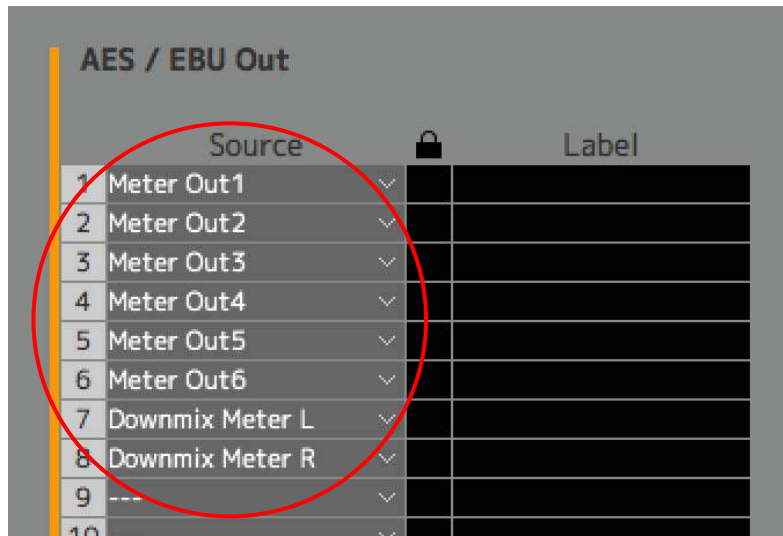 AES / EBU Out
Source Label
1 Meter Out1
2 Meter Out2
3 Meter Out3
4 Meter Out4
5 Meter Out5
6 Meter Out6
7 Downmix Meter L
8 Downmix Meter R
9 ---
10